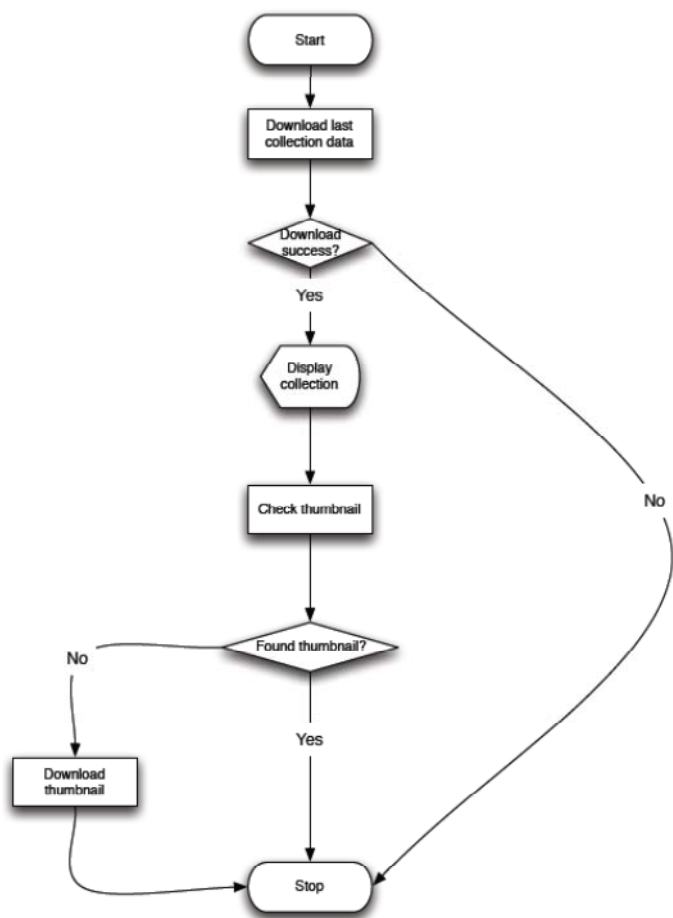 Start
Download last
collection data
Download
success?
Yes
Display
collection
Check thumbnail
No
Found thumbnail?
No
Yes
Download
thumbnail
Stop